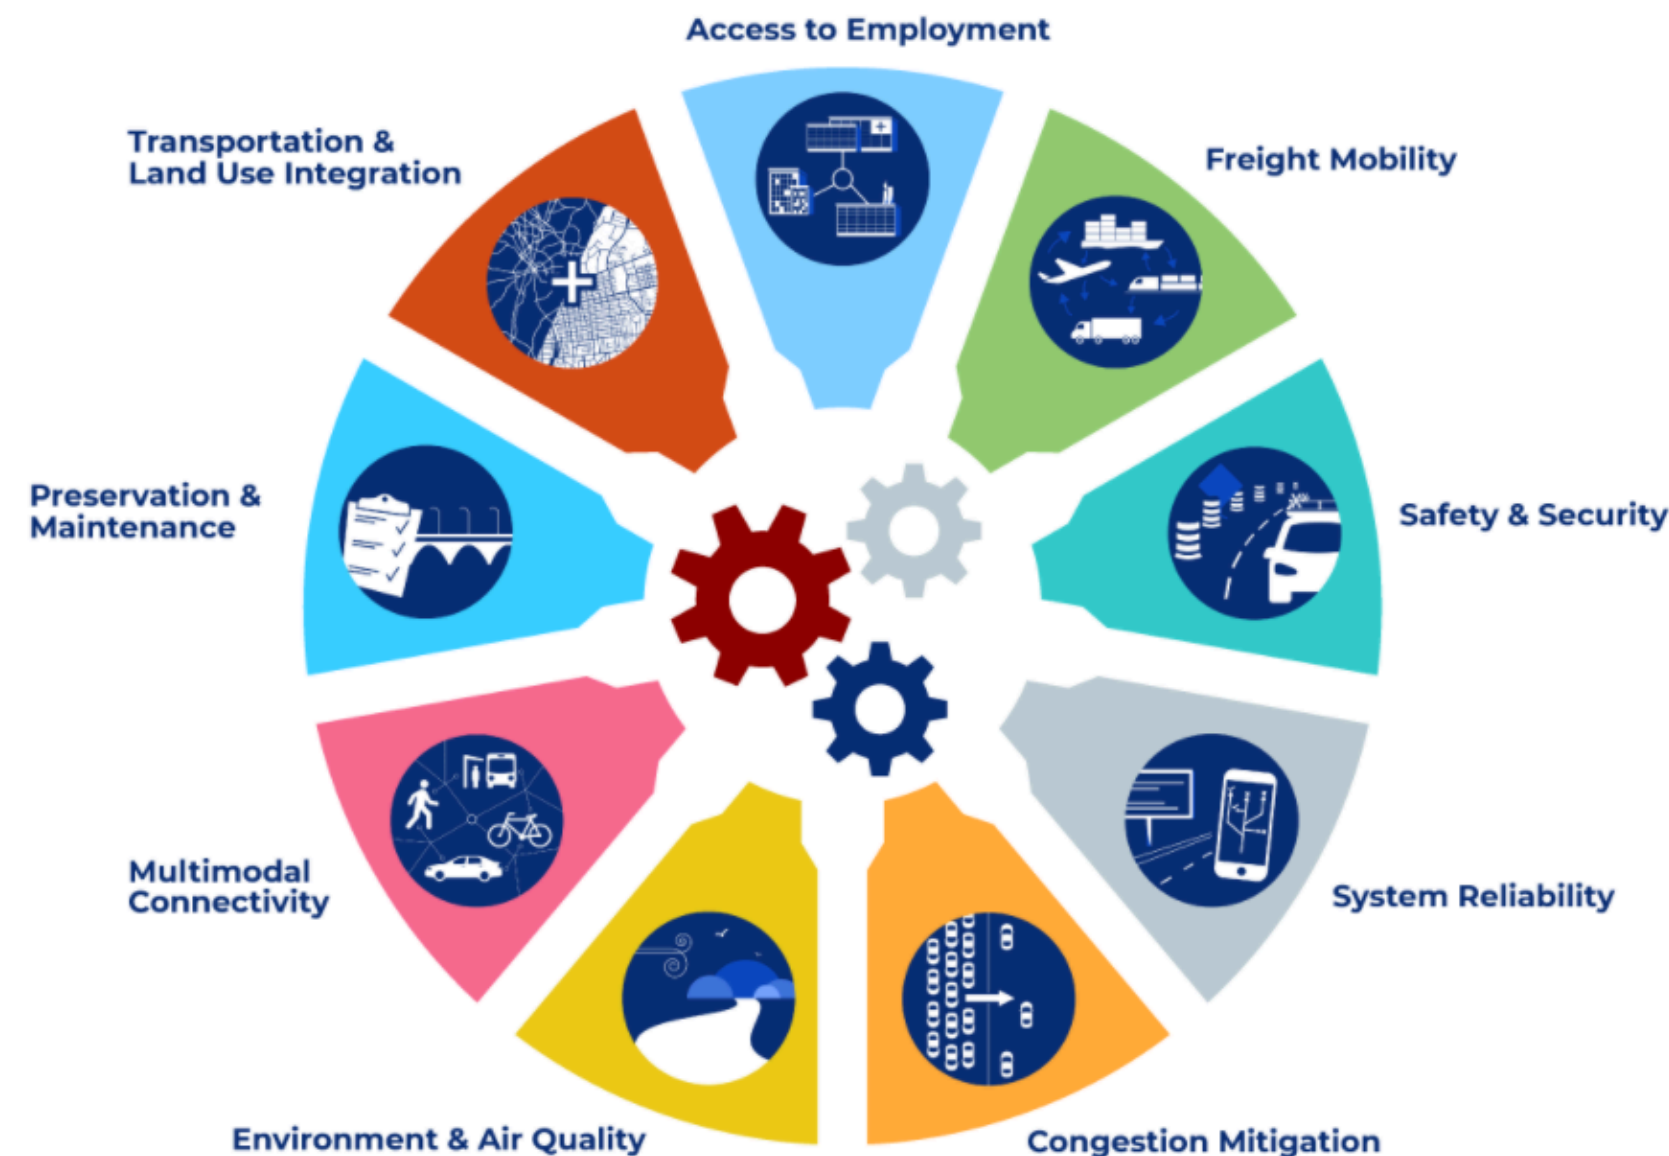 Access to Employment
Freight Mobility
Safety & Security
System Reliability
Congestion Mitigation
Environment & Air Quality
Multimodal
Connectivity
Preservation &
Maintenance
Transportation &
Land Use Integration